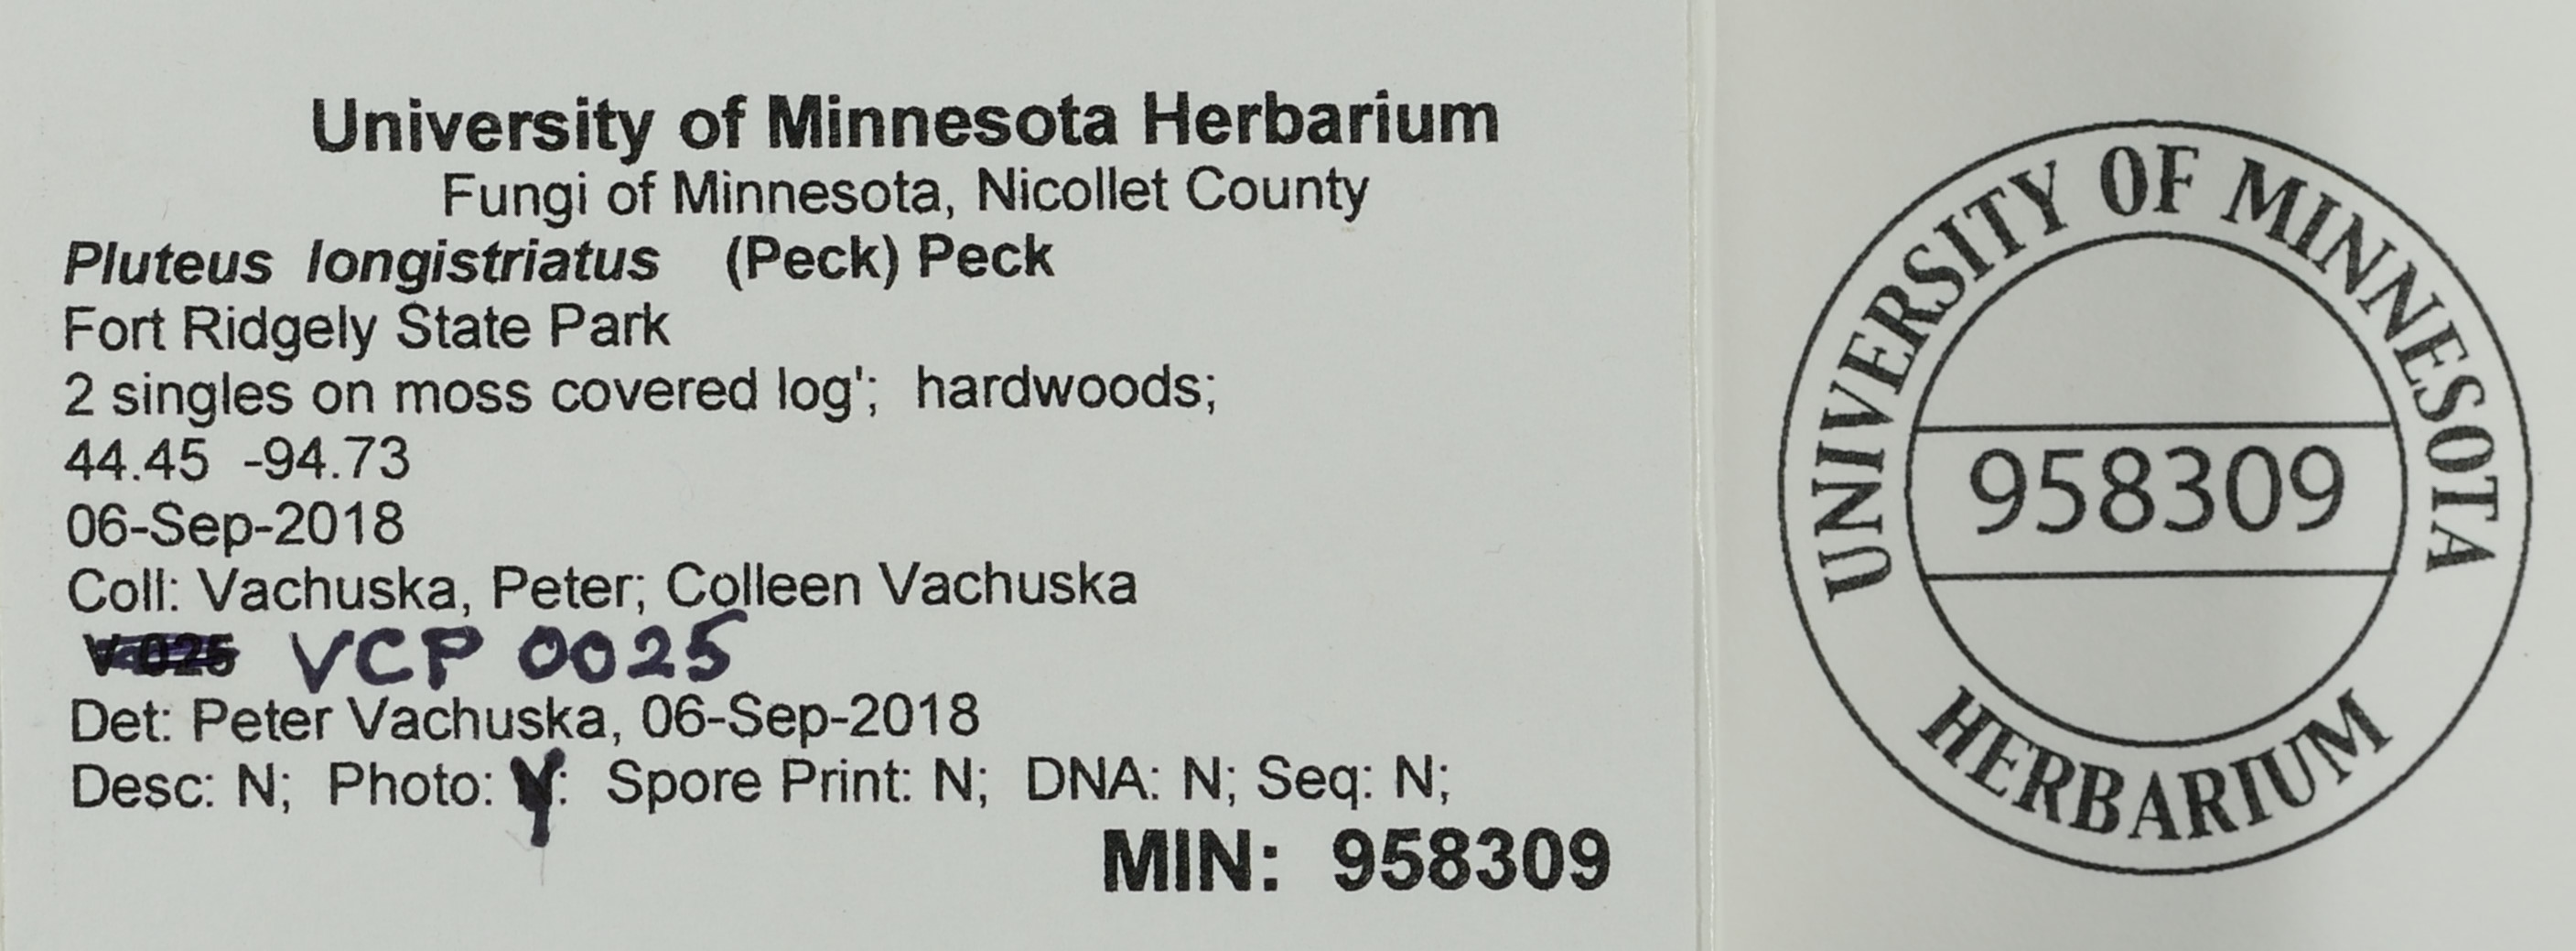 University of Minnesota Herbarium
Fungi of Minnesota, Nicollet County
Pluteus longistriatus (Peck) Peck
Fort Ridgely State Park
2 singles on moss covered log'; hardwoods;
44.45 -94.73
06-Sep-2018
Coll: Vachuska, Peter; Colleen Vachuska
V-025 VCP 0025
Det: Peter Vachuska, 06-Sep-2018
Desc: N; Photo: Y; Spore Print: N; DNA: N; Seq: N;
MIN: 958309
UNIVERSITY OF MINNESOTA
958309
HERBARIUM